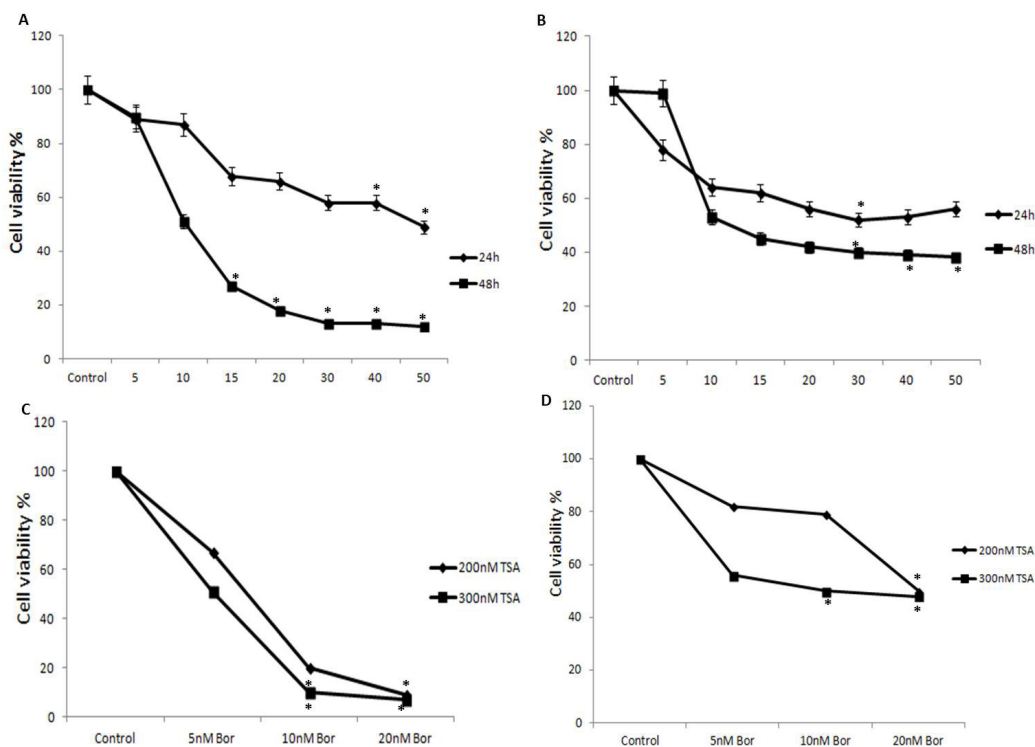 A
Cell viability %
120
100
80
60
40
20
0
Control 5 10 15 20 30 40 50
* * * * * * *
24h
48h
B
Cell viability %
120
100
80
60
40
20
0
Control 5 10 15 20 30 40 50
* * * *
24h
48h
C
Cell viability %
120
100
80
60
40
20
0
Control 5nM Bor 10nM Bor 20nM Bor
* * * *
200nM TSA
300nM TSA
D
Cell viability %
120
100
80
60
40
20
0
Control 5nM Bor 10nM Bor 20nM Bor
* * *
200nM TSA
300nM TSA